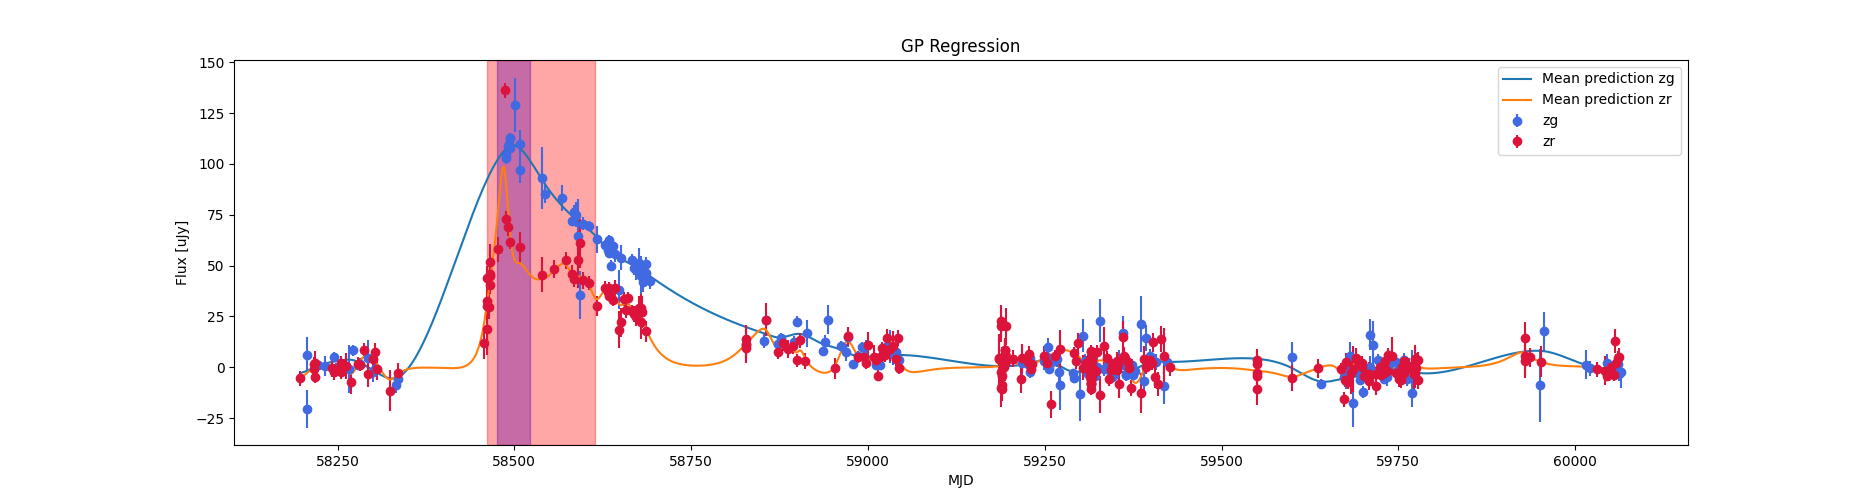 GP Regression
150
125
100
75
50
25
0
−25
Flux [uJy]
58250 58500 58750 59000 59250 59500 59750 60000
MJD
Mean prediction zg
Mean prediction zr
zg
zr